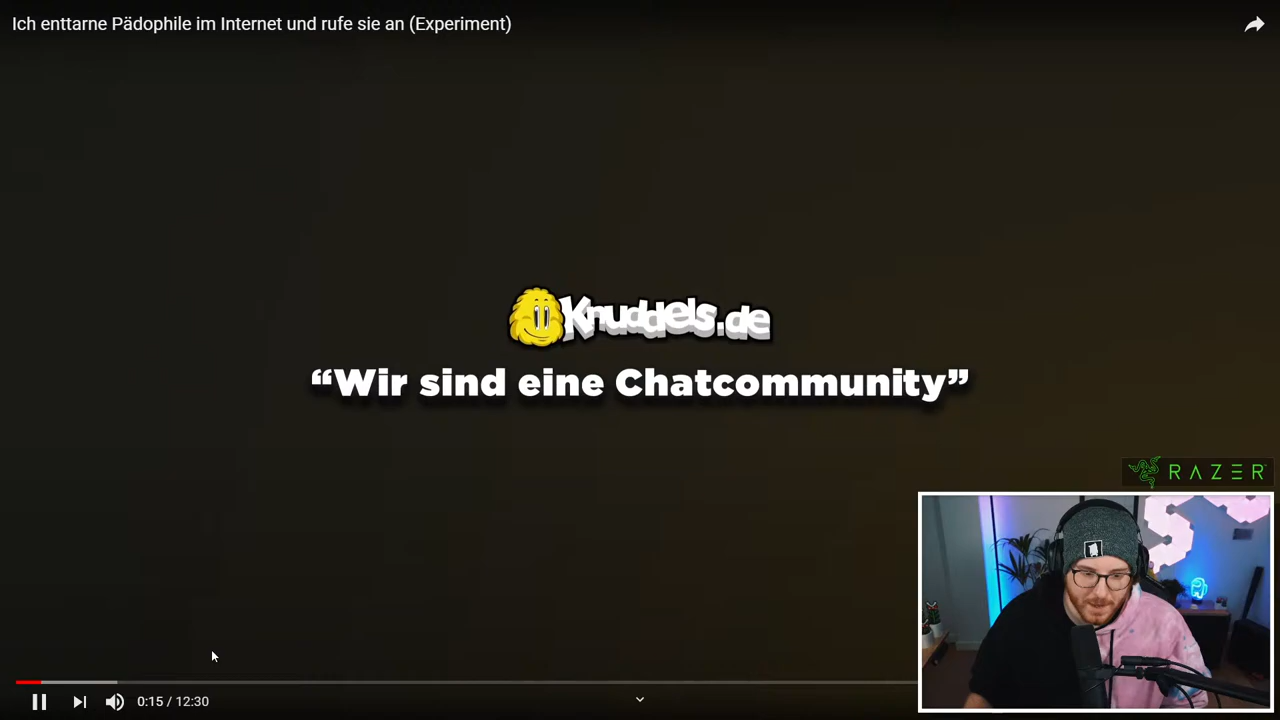 Ich enttarne Pädophile im Internet und rufe sie an (Experiment)
Knuddels.de
“Wir sind eine Chatcommunity”
RAZER
0:15 / 12:30